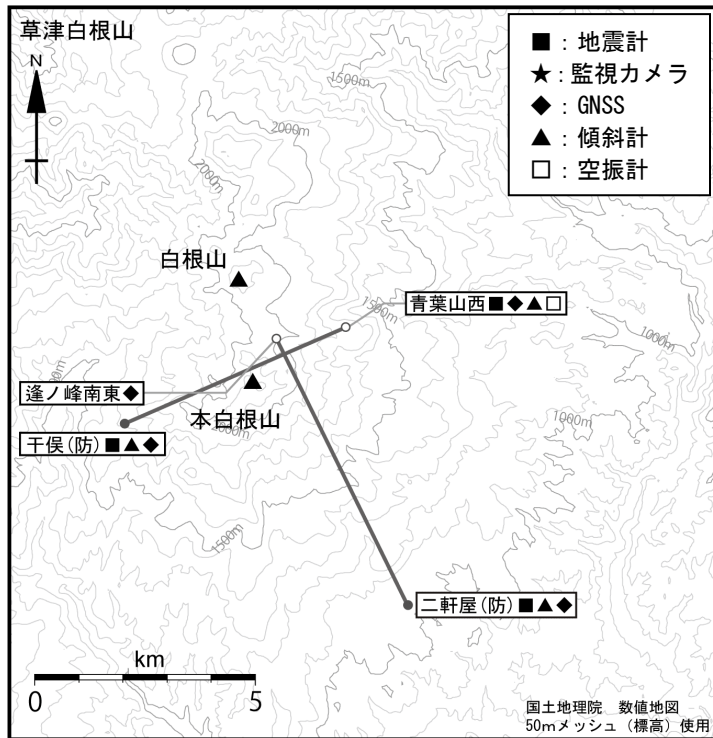 草津白根山
N
■：地震計
★：監視カメラ
◆：GNSS
▲：傾斜計
□：空振計
1500m
2000m
2000m
白根山
青葉山西■◆▲□
1500m
1000m
逢ノ峰南東◆
本白根山
2000m
干俣(防)■▲◆
1000m
1500m
二軒屋(防)■▲◆
km
0 5
国土地理院　数値地図
50mメッシュ（標高）使用